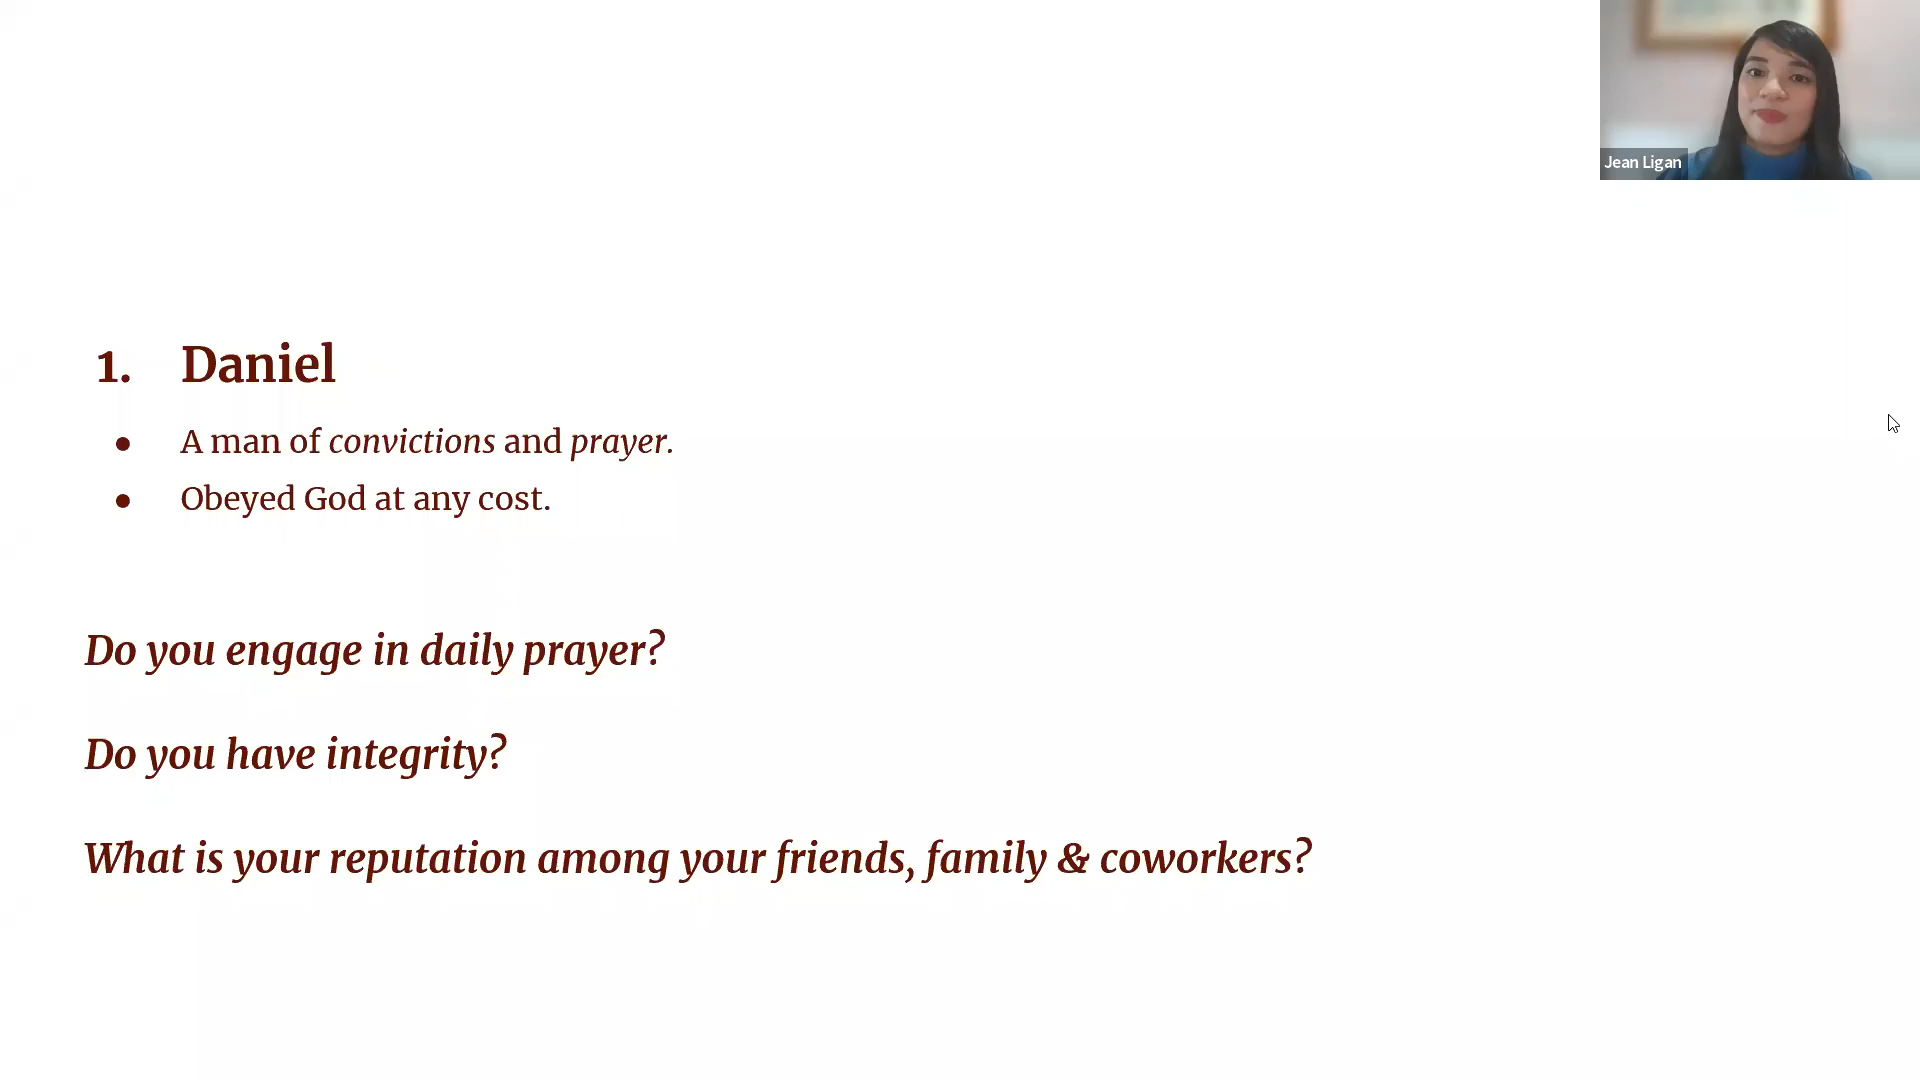 Jean Ligan
1. Daniel
● A man of convictions and prayer.
● Obeyed God at any cost.
Do you engage in daily prayer?
Do you have integrity?
What is your reputation among your friends, family & coworkers?